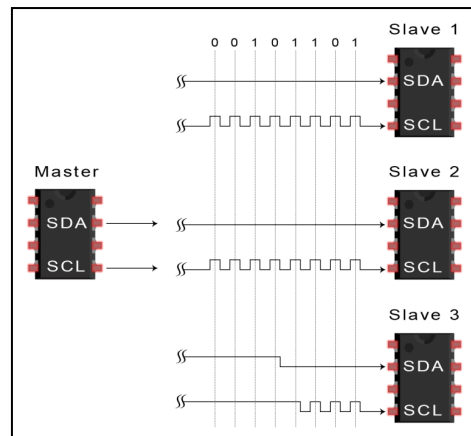 Slave 1
0 0 1 0 1 1 0 1
SDA
SCL
Master
SDA
SCL
Slave 2
SDA
SCL
Slave 3
SDA
SCL